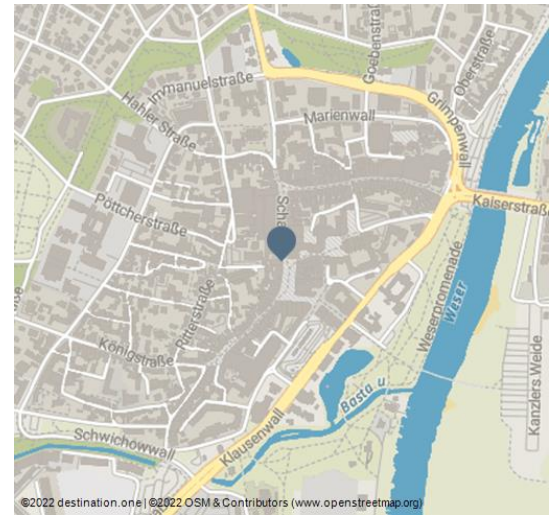 Immanuelstraße
Goebenstraße
Oberstraße
Hahler Straße
Marienwall
Grimpenwall
Pöttcherstraße
Kaiserstraße
Ritterstraße
Weserpromenade
Weser
Königstraße
Kanzlers Weide
Basta u
Klausenwall
Schwichowwall
©2022 destination.one | ©2022 OSM & Contributors (www.openstreetmap.org)